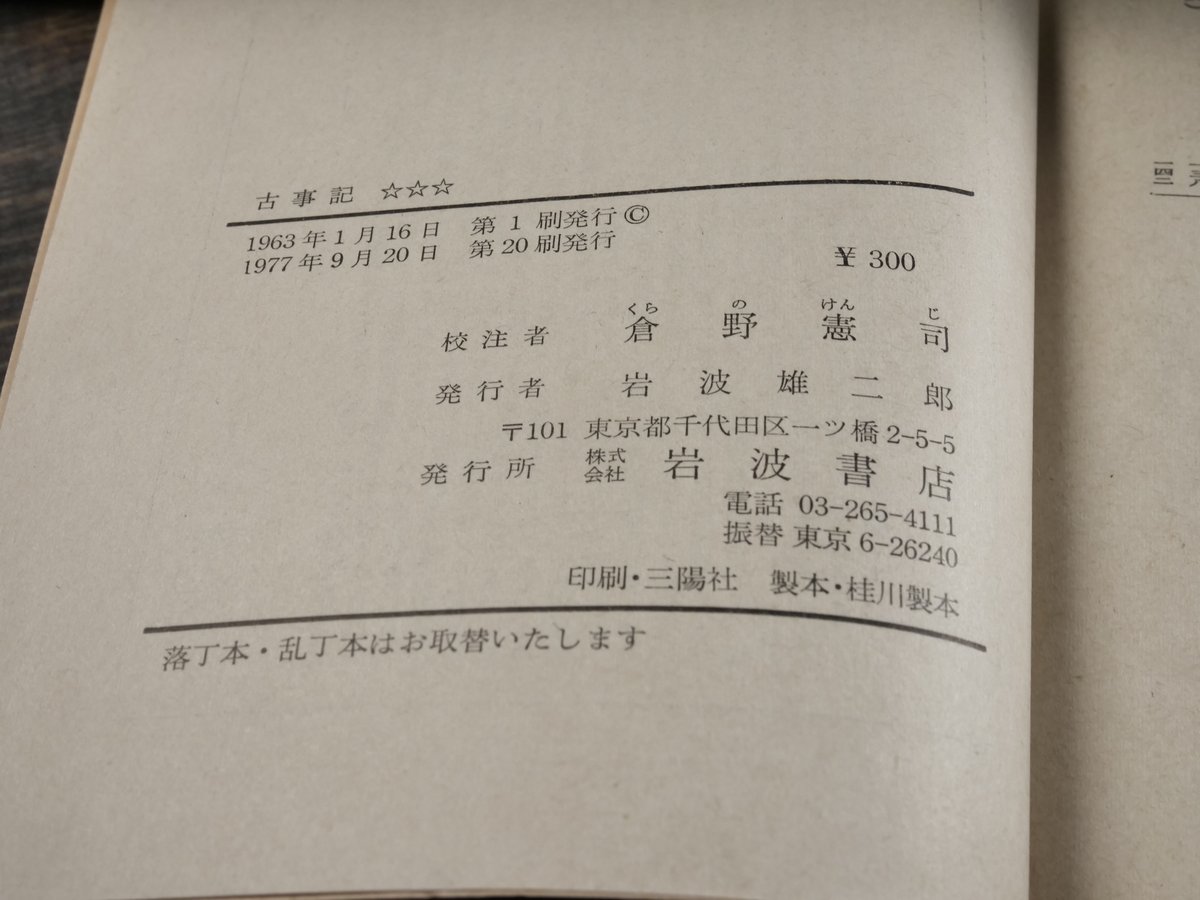 古事記 ☆☆☆
1963年1月16日 第1刷発行©
1977年9月20日 第20刷発行
¥300
くらのけんじ
校注者 倉野憲司
発行者 岩波雄二郎
〒101 東京都千代田区一ツ橋2-5-5
発行所 株式会社 岩波書店
電話 03-265-4111
振替 東京6-26240
印刷・三陽社 製本・桂川製本
落丁本・乱丁本はお取替いたします